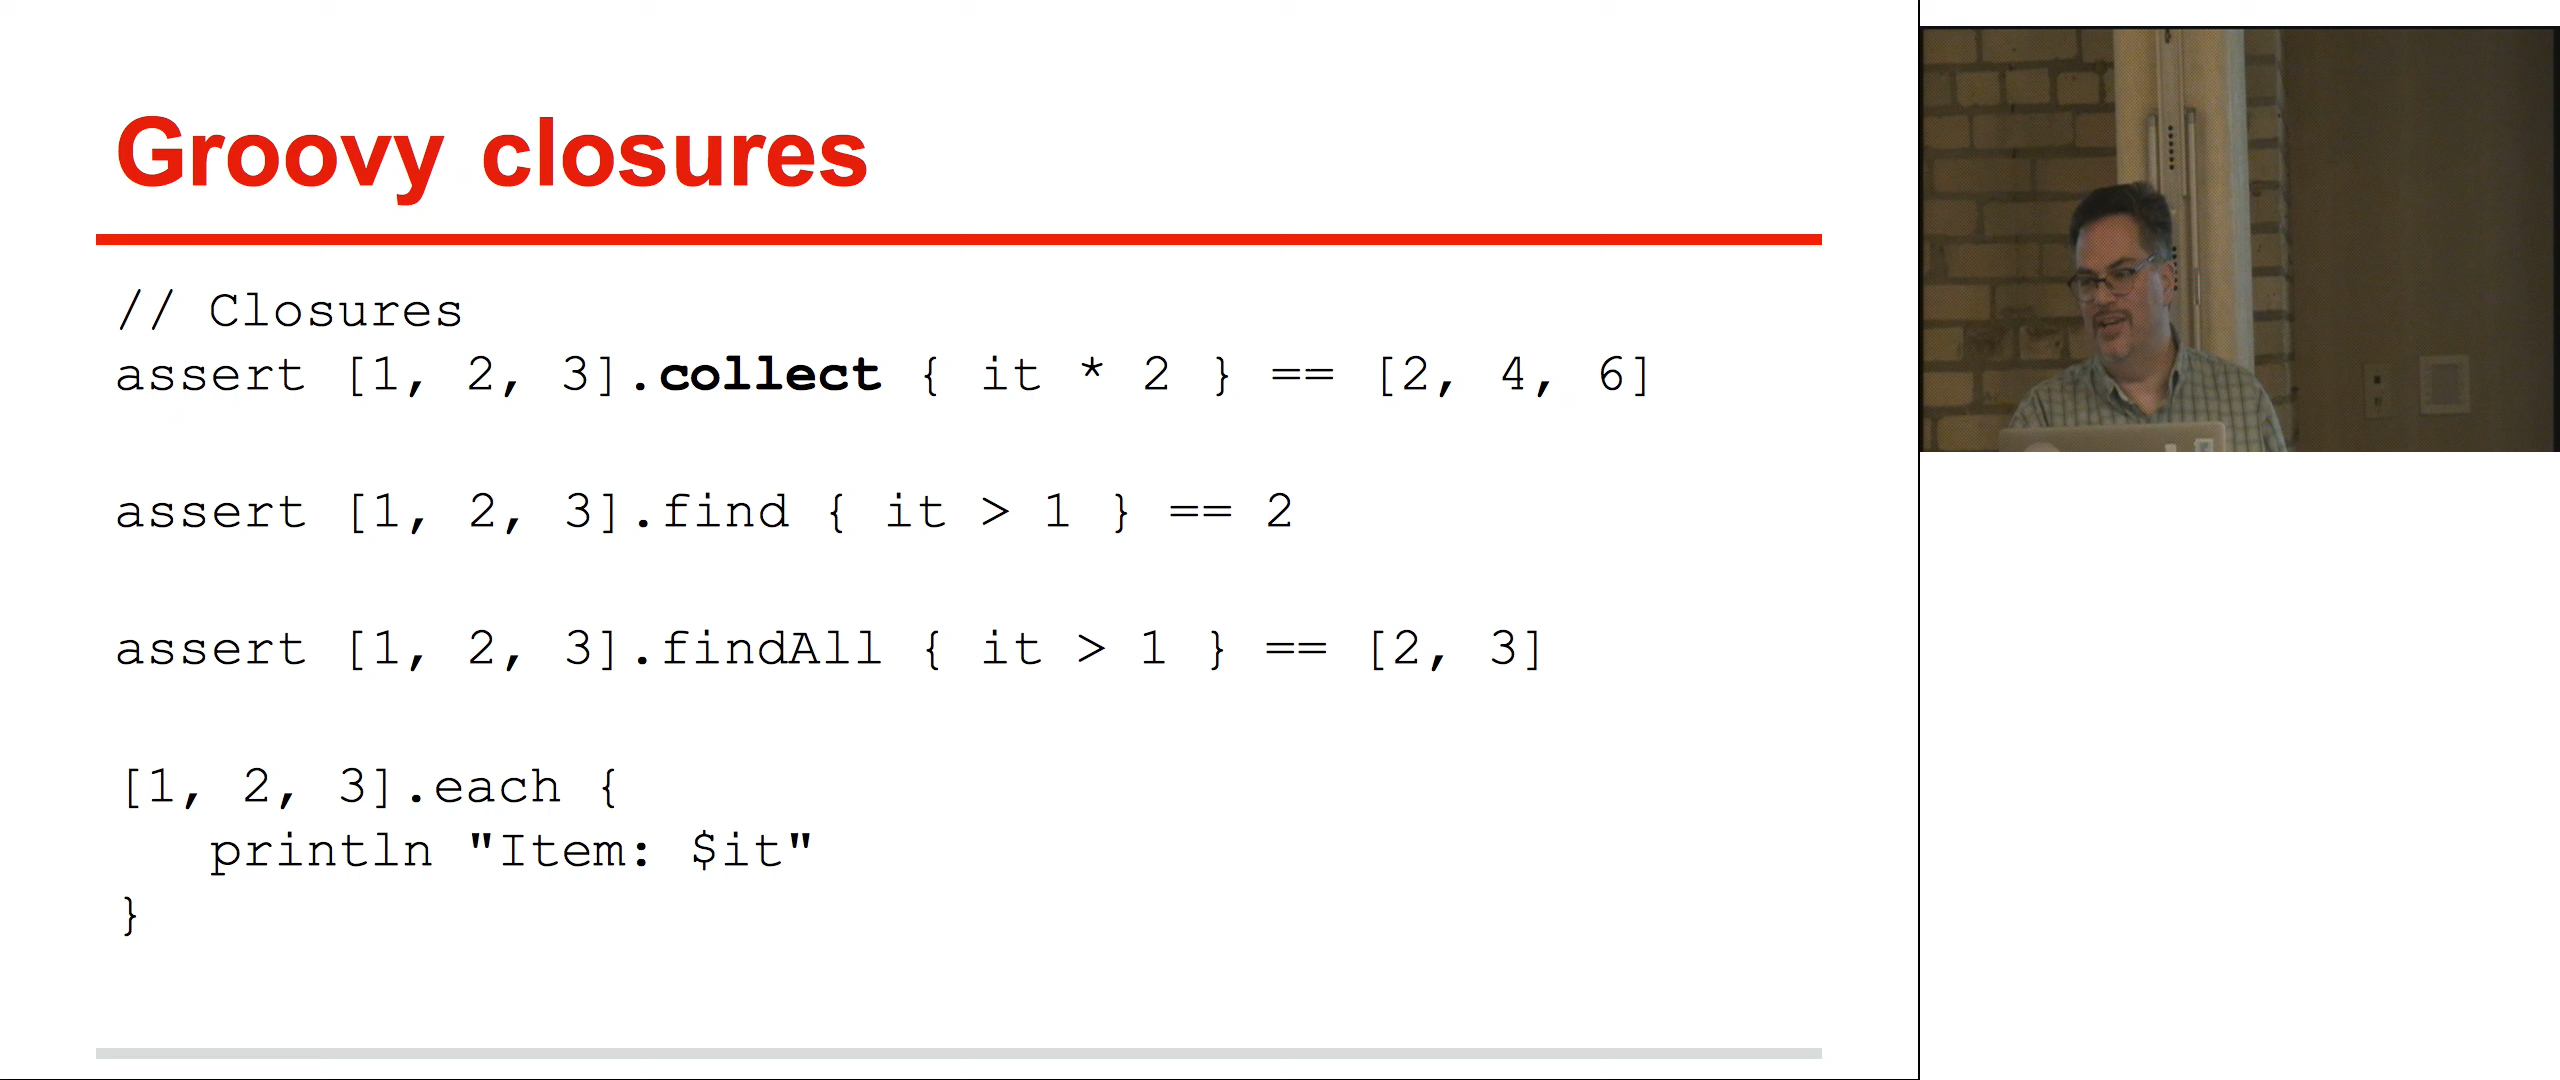 Groovy closures
// Closures
assert [1, 2, 3].collect { it * 2 } == [2, 4, 6]
assert [1, 2, 3].find { it > 1 } == 2
assert [1, 2, 3].findAll { it > 1 } == [2, 3]
[1, 2, 3].each {
   println "Item: $it"
}